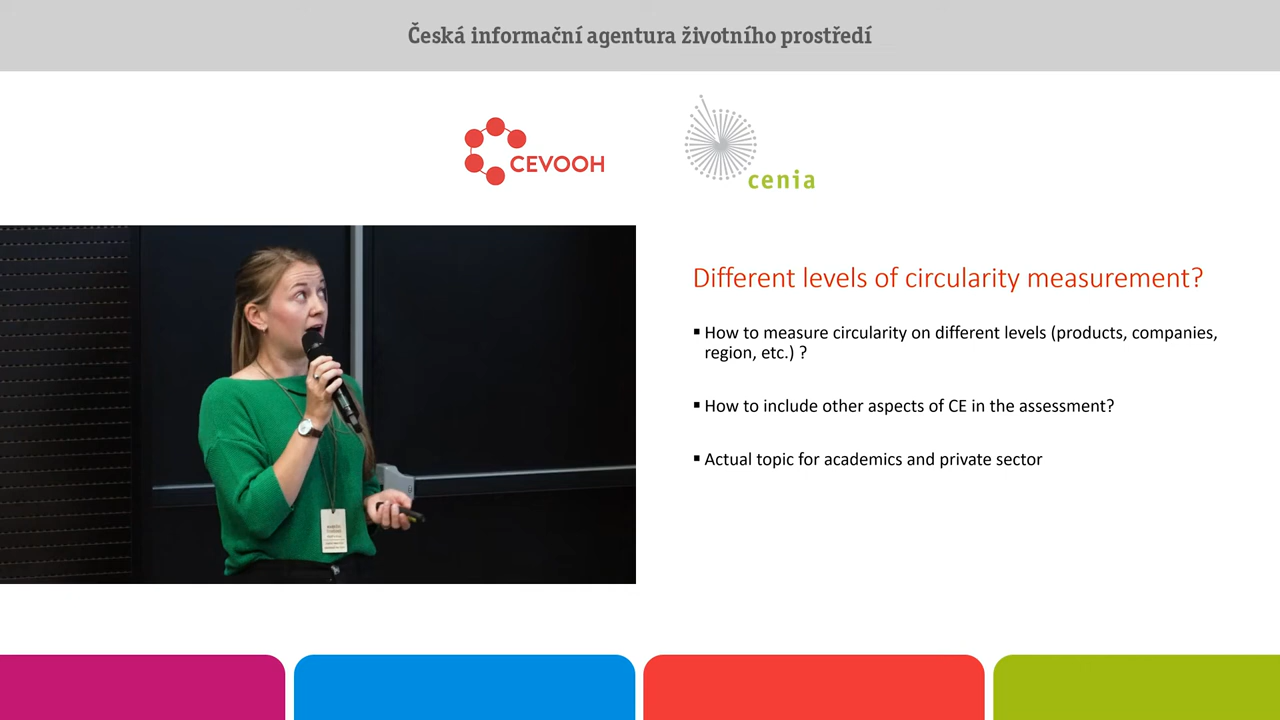 Česká informační agentura životního prostředí
CEVOOH
cenia
Different levels of circularity measurement?
▪ How to measure circularity on different levels (products, companies,
region, etc.) ?
▪ How to include other aspects of CE in the assessment?
▪ Actual topic for academics and private sector